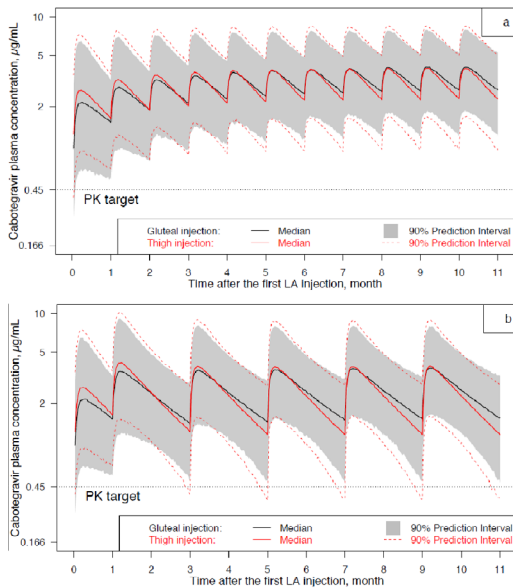 a
Cabotegravir plasma concentration, µg/mL
10
5
2
0.45
0.166
PK target
Gluteal injection: Median 90% Prediction Interval
Thigh injection: Median 90% Prediction Interval
0 1 2 3 4 5 6 7 8 9 10 11
Time after the first LA Injection, month
b
Cabotegravir plasma concentration, µg/mL
10
5
2
0.45
0.166
PK target
Gluteal injection: Median 90% Prediction Interval
Thigh injection: Median 90% Prediction Interval
0 1 2 3 4 5 6 7 8 9 10 11
Time after the first LA Injection, month